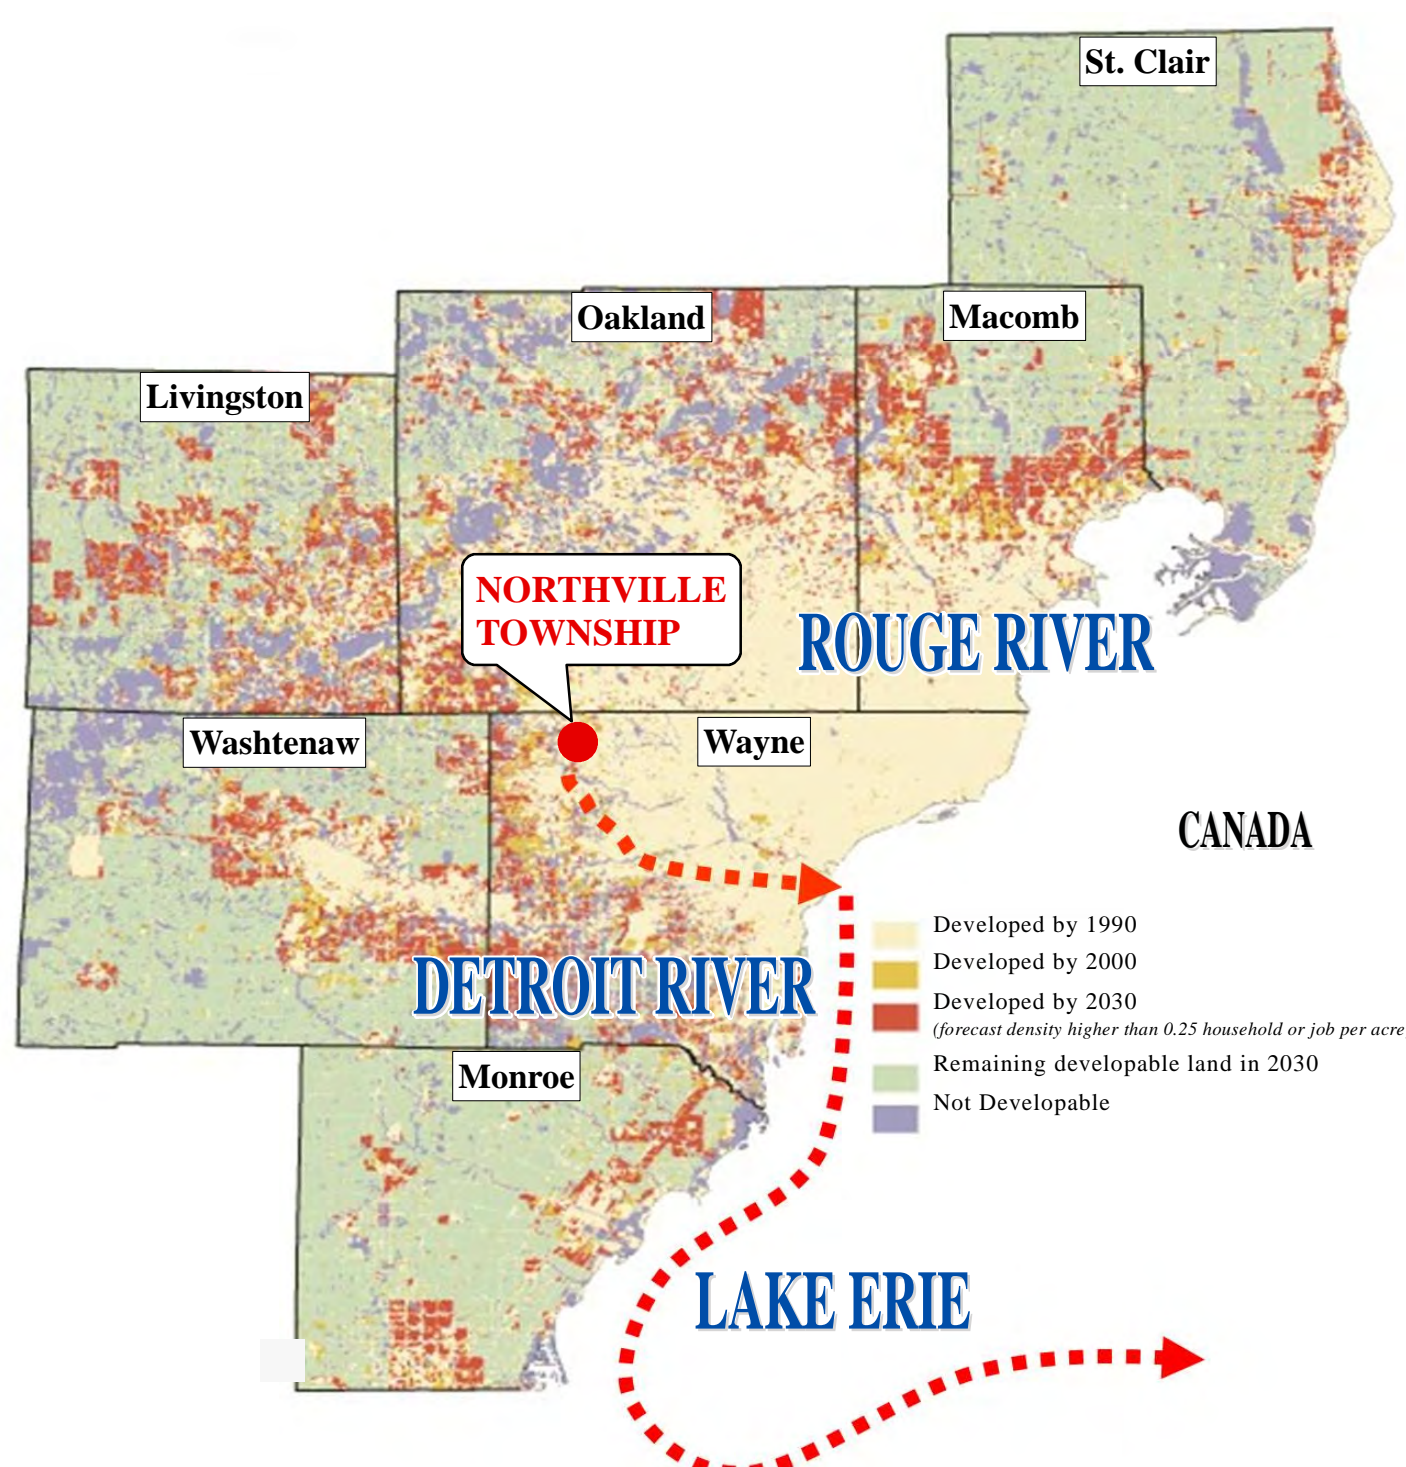 St. Clair
Oakland
Macomb
Livingston
NORTHVILLE
TOWNSHIP
ROUGE RIVER
Washtenaw
Wayne
CANADA
Developed by 1990
Developed by 2000
DETROIT RIVER
Developed by 2030
(forecast density higher than 0.25 household or job per acre
Remaining developable land in 2030
Monroe
Not Developable
LAKE ERIE